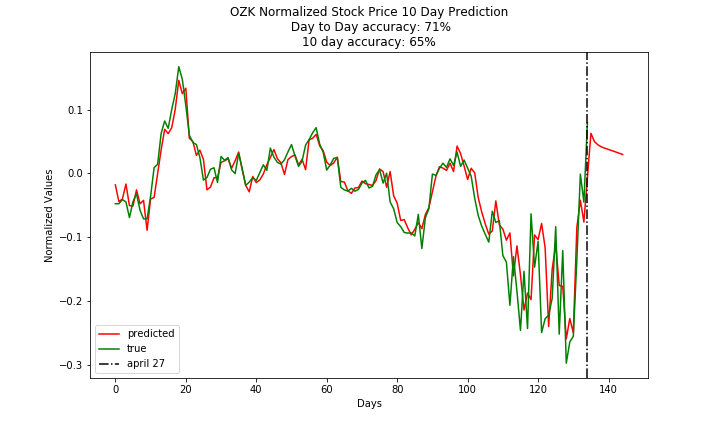 OZK Normalized Stock Price 10 Day Prediction
Day to Day accuracy: 71%
10 day accuracy: 65%
Normalized Values
0.1
0.0
−0.1
−0.2
−0.3
predicted
true
april 27
0 20 40 60 80 100 120 140
Days